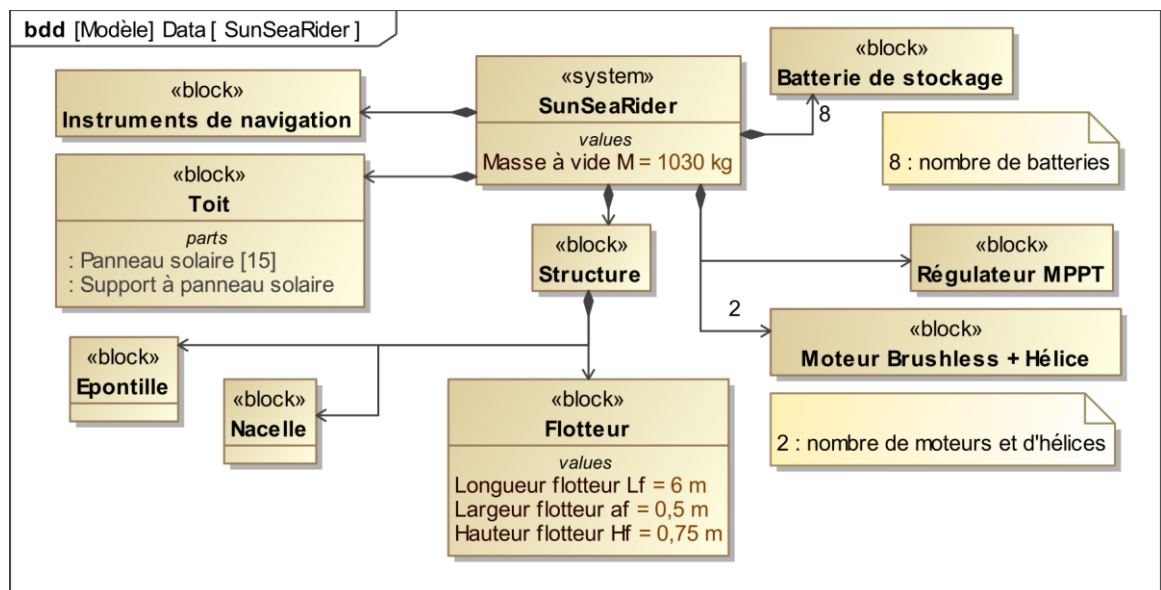 bdd [Modèle] Data [ SunSeaRider ]
«block»
Instruments de navigation
«system»
SunSeaRider
values
Masse à vide M = 1030 kg
«block»
Batterie de stockage
8
8 : nombre de batteries
«block»
Toit
parts
: Panneau solaire [15]
: Support à panneau solaire
«block»
Structure
«block»
Régulateur MPPT
2
«block»
Moteur Brushless + Hélice
2 : nombre de moteurs et d'hélices
«block»
Epontille
«block»
Nacelle
«block»
Flotteur
values
Longueur flotteur Lf = 6 m
Largeur flotteur af = 0,5 m
Hauteur flotteur Hf = 0,75 m